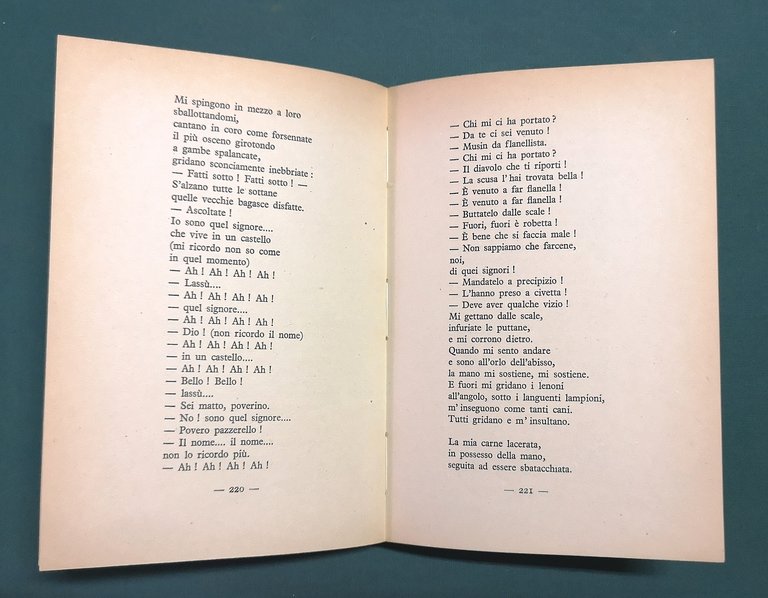 Mi spingono in mezzo a loro
sballottandomi,
cantano in coro come forsennate
il più osceno girotondo
a gambe spalancate,
gridano sconciamente inebbriate :
— Fatti sotto ! Fatti sotto ! —
S'alzano tutte le sottane
quelle vecchie bagasce disfatte.
— Ascoltate !
Io sono quel signore....
che vive in un castello
(mi ricordo non so come
in quel momento)
— Ah ! Ah ! Ah ! Ah !
— Lassù....
— Ah ! Ah ! Ah ! Ah !
— quel signore....
— Ah ! Ah ! Ah ! Ah !
— Dio ! (non ricordo il nome)
— Ah ! Ah ! Ah ! Ah !
— in un castello....
— Ah ! Ah ! Ah ! Ah !
— Bello ! Bello !
— lassù....
— Sei matto, poverino.
— No ! sono quel signore....
— Povero pazzerello !
— Il nome.... il nome....
non lo ricordo più.
— Ah ! Ah ! Ah ! Ah !
— 220 —
— Chi mi ci ha portato ?
— Da te ci sei venuto !
— Musin da flanellista.
— Chi mi ci ha portato ?
— Il diavolo che ti riporti !
— La scusa l'hai trovata bella !
— È venuto a far flanella !
— È venuto a far flanella !
— Buttatelo dalle scale !
— Fuori, fuori è robetta !
— È bene che si faccia male !
— Non sappiamo che farcene,
noi,
di quei signori !
— Mandatelo a precipizio !
— L'hanno preso a civetta !
— Deve aver qualche vizio !
Mi gettano dalle scale,
infuriate le puttane,
e mi corrono dietro.
Quando mi sento andare
e sono all'orlo dell'abisso,
la mano mi sostiene, mi sostiene.
E fuori mi gridano i lenoni
all'angolo, sotto i languenti lampioni,
m' inseguono come tanti cani.
Tutti gridano e m' insultano.
La mia carne lacerata,
in possesso della mano,
seguita ad essere sbatacchiata.
— 221 —